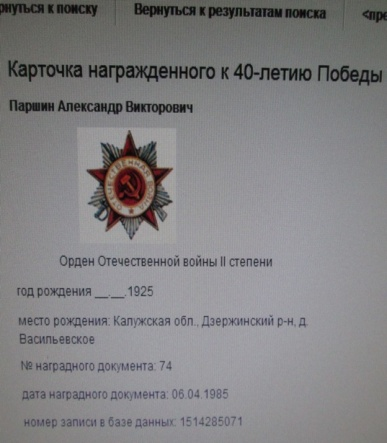 рнуться к поиску
Вернуться к результатам поиска
<пре
Карточка награжденного к 40-летию Победы
Паршин Александр Викторович
ОТЕЧЕСТВЕННАЯ ВОЙНА
Орден Отечественной войны II степени
год рождения __.__.1925
место рождения: Калужская обл., Дзержинский р-н, д.
Васильевское
№ наградного документа: 74
дата наградного документа: 06.04.1985
номер записи в базе данных: 1514285071